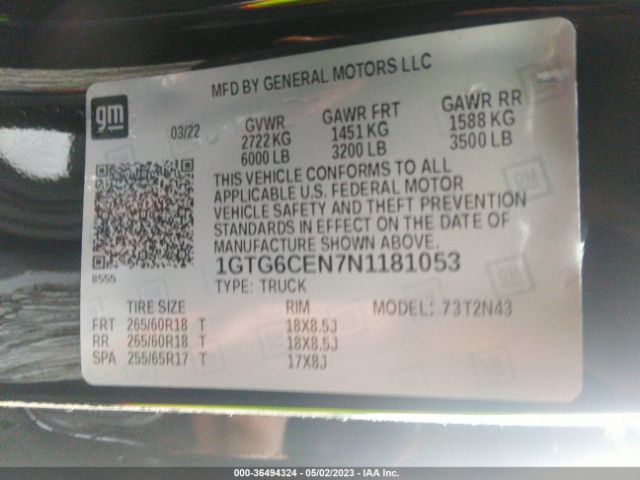 MFD BY GENERAL MOTORS LLC
gm
03/22
GVWR GAWR FRT GAWR RR
2722 KG 1451 KG 1588 KG
6000 LB 3200 LB 3500 LB
THIS VEHICLE CONFORMS TO ALL
APPLICABLE U.S. FEDERAL MOTOR
VEHICLE SAFETY AND THEFT PREVENTION
STANDARDS IN EFFECT ON THE DATE OF
MANUFACTURE SHOWN ABOVE.
8555
1GTG6CEN7N1181053
TYPE: TRUCK
TIRE SIZE RIM MODEL: 73T2N43
FRT 265/60R18 T 18X8.5J
RR 265/60R18 T 18X8.5J
SPA 255/65R17 T 17X8J
000-36494324 - 05/02/2023 - IAA Inc.